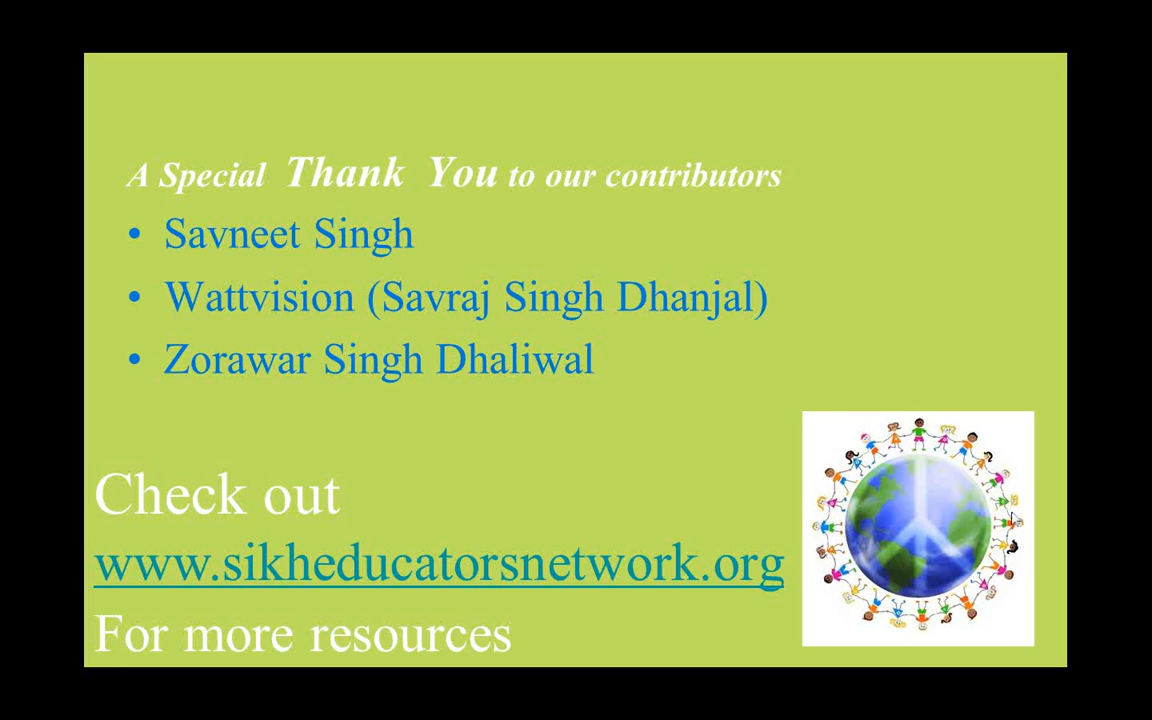 A Special Thank You to our contributors
• Savneet Singh
• Wattvision (Savraj Singh Dhanjal)
• Zorawar Singh Dhaliwal
Check out
www.sikheducatorsnetwork.org
For more resources